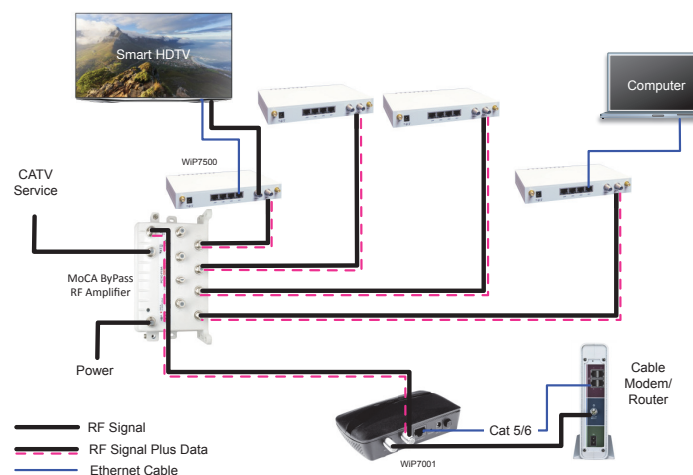 Smart HDTV
Computer
WiP7500
CATV
Service
MoCA ByPass
RF Amplifier
Power
Cable
Modem/
Router
Cat 5/6
WiP7001
RF Signal
RF Signal Plus Data
Ethernet Cable